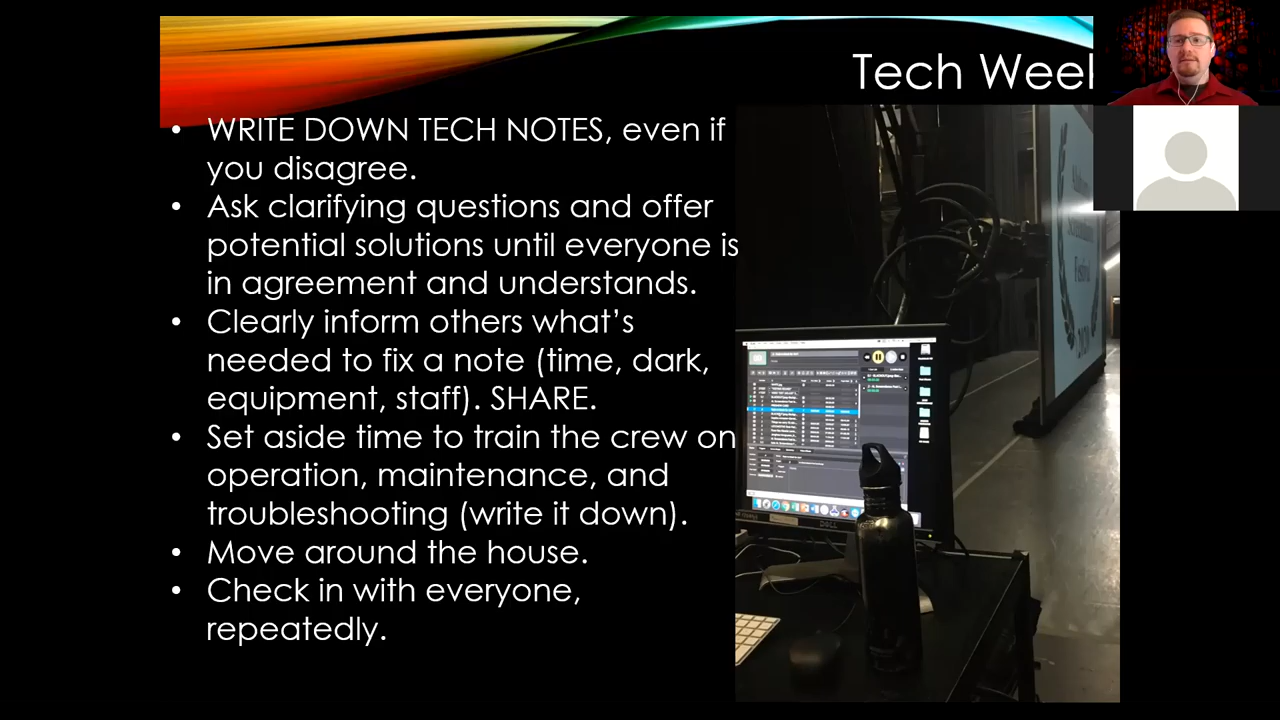 Tech Week
• WRITE DOWN TECH NOTES, even if
you disagree.
• Ask clarifying questions and offer
potential solutions until everyone is
in agreement and understands.
• Clearly inform others what's
needed to fix a note (time, dark,
equipment, staff). SHARE.
• Set aside time to train the crew on
operation, maintenance, and
troubleshooting (write it down).
• Move around the house.
• Check in with everyone,
repeatedly.
Festival
2020
DELL